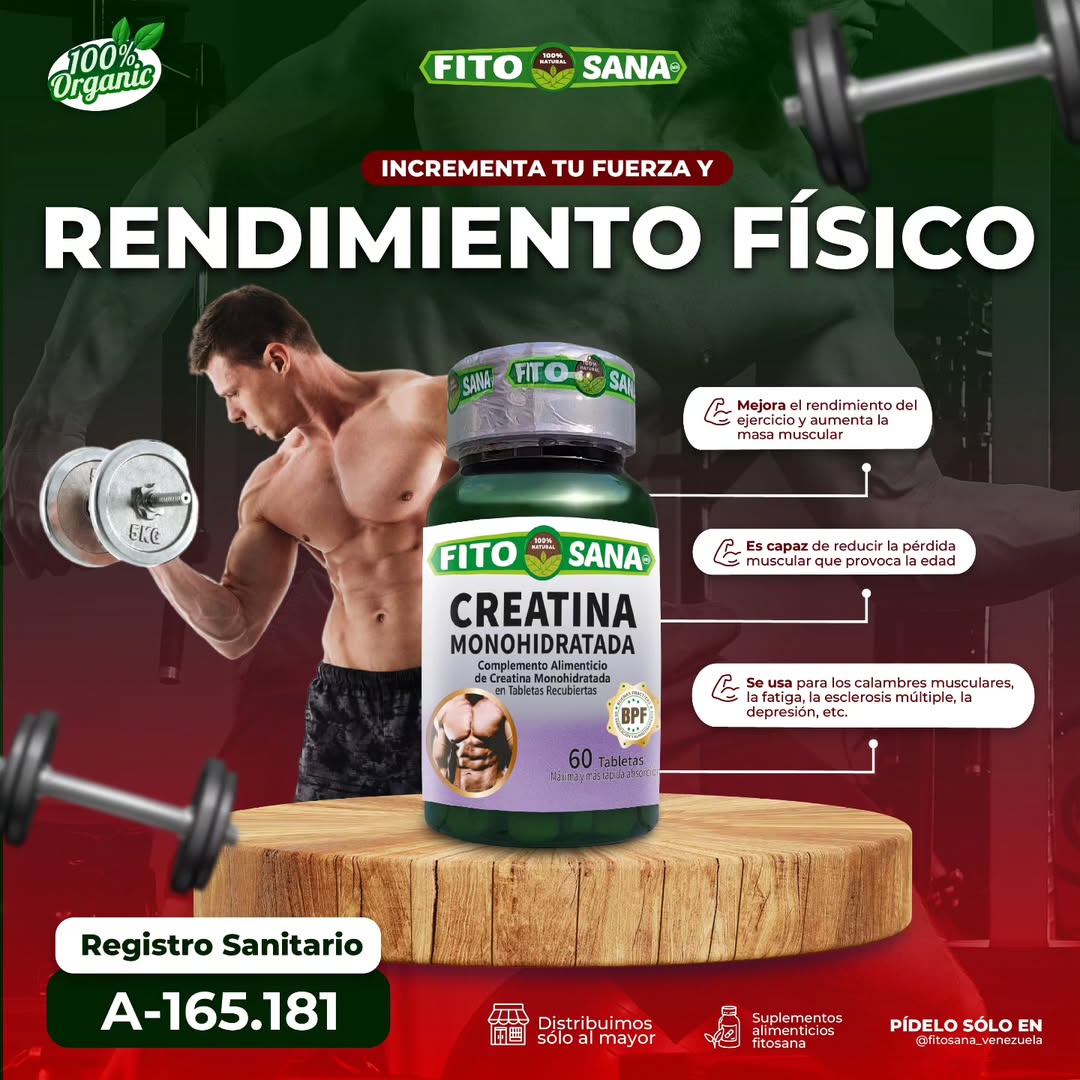 100%
Organic
FITO SANA
100%
NATURAL
INCREMENTA TU FUERZA Y
RENDIMIENTO FÍSICO
5KG
SANA
FITO
SANA
Mejora el rendimiento del
ejercicio y aumenta la
masa muscular
Es capaz de reducir la pérdida
muscular que provoca la edad
Se usa para los calambres musculares,
la fatiga, la esclerosis múltiple, la
depresión, etc.
FITO SANA
100%
NATURAL
CREATINA
MONOHIDRATADA
Complemento Alimenticio
de Creatina Monohidratada
en Tabletas Recubiertas
BPF
60 Tabletas
Máxima y más rápida
Registro Sanitario
A-165.181
Distribuimos
sólo al mayor
Suplementos
alimenticios
fitosana
PÍDELO SÓLO EN
@fitosana_venezuela